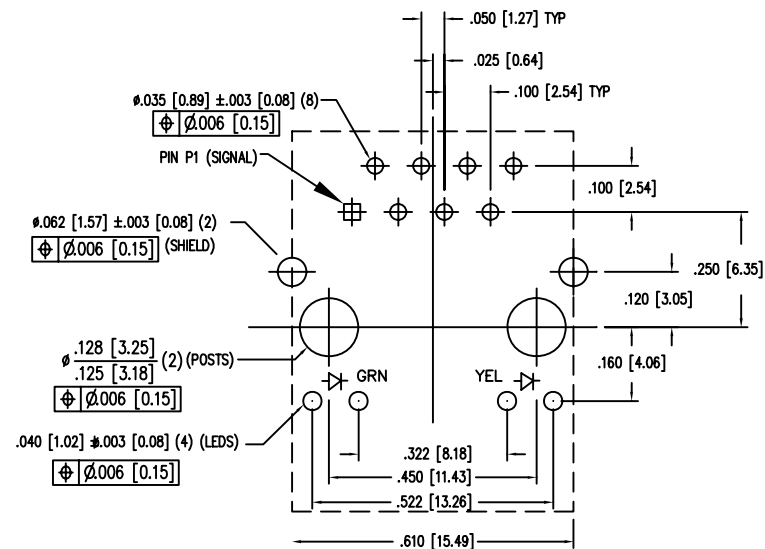 .050 [1.27] TYP
.025 [0.64]
.100 [2.54] TYP
ø.035 [0.89] ±.003 [0.08] (8)
⌖ Ø.006 [0.15]
PIN P1 (SIGNAL)
.100 [2.54]
ø.062 [1.57] ±.003 [0.08] (2)
⌖ Ø.006 [0.15] (SHIELD)
.250 [6.35]
.120 [3.05]
ø .128 [3.25]
.125 [3.18] (2) (POSTS)
⌖ Ø.006 [0.15]
.160 [4.06]
GRN
YEL
.040 [1.02] ±.003 [0.08] (4) (LEDS)
⌖ Ø.006 [0.15]
.322 [8.18]
.450 [11.43]
.522 [13.26]
.610 [15.49]